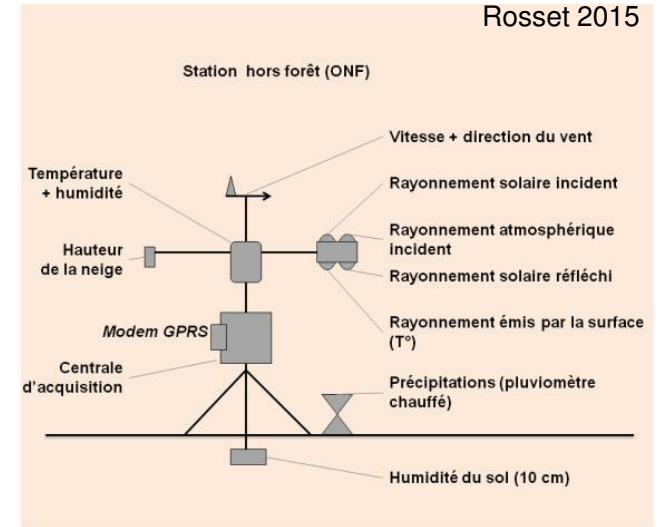 Rosset 2015
Station hors forêt (ONF)
Vitesse + direction du vent
Température
+ humidité
Rayonnement solaire incident
Rayonnement atmosphérique
incident
Hauteur
de la neige
Rayonnement solaire réfléchi
Rayonnement émis par la surface
(T°)
Modem GPRS
Centrale
d'acquisition
Précipitations (pluviomètre
chauffé)
Humidité du sol (10 cm)